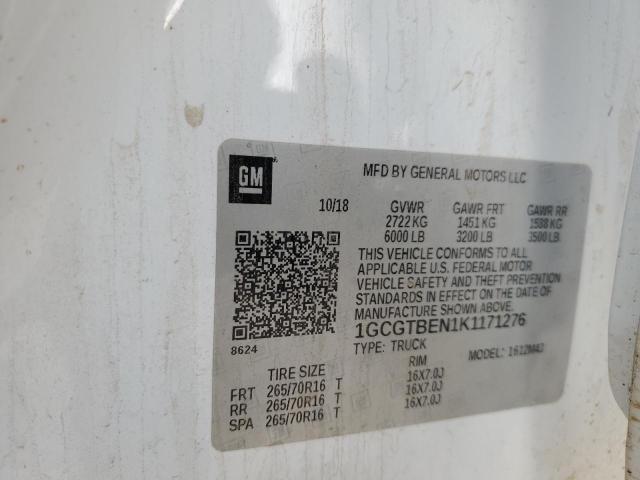 GM
MFD BY GENERAL MOTORS LLC
10/18 GVWR GAWR FRT GAWR RR
2722 KG 1451 KG 1588 KG
6000 LB 3200 LB 3500 LB
THIS VEHICLE CONFORMS TO ALL
APPLICABLE U.S. FEDERAL MOTOR
VEHICLE SAFETY AND THEFT PREVENTION
STANDARDS IN EFFECT ON THE DATE OF
MANUFACTURE SHOWN ABOVE.
1GCGTBEN1K1171276
8624
TYPE: TRUCK MODEL:
TIRE SIZE RIM
FRT 265/70R16 T 16X7.0J
RR 265/70R16 T 16X7.0J
SPA 265/70R16 T 16X7.0J